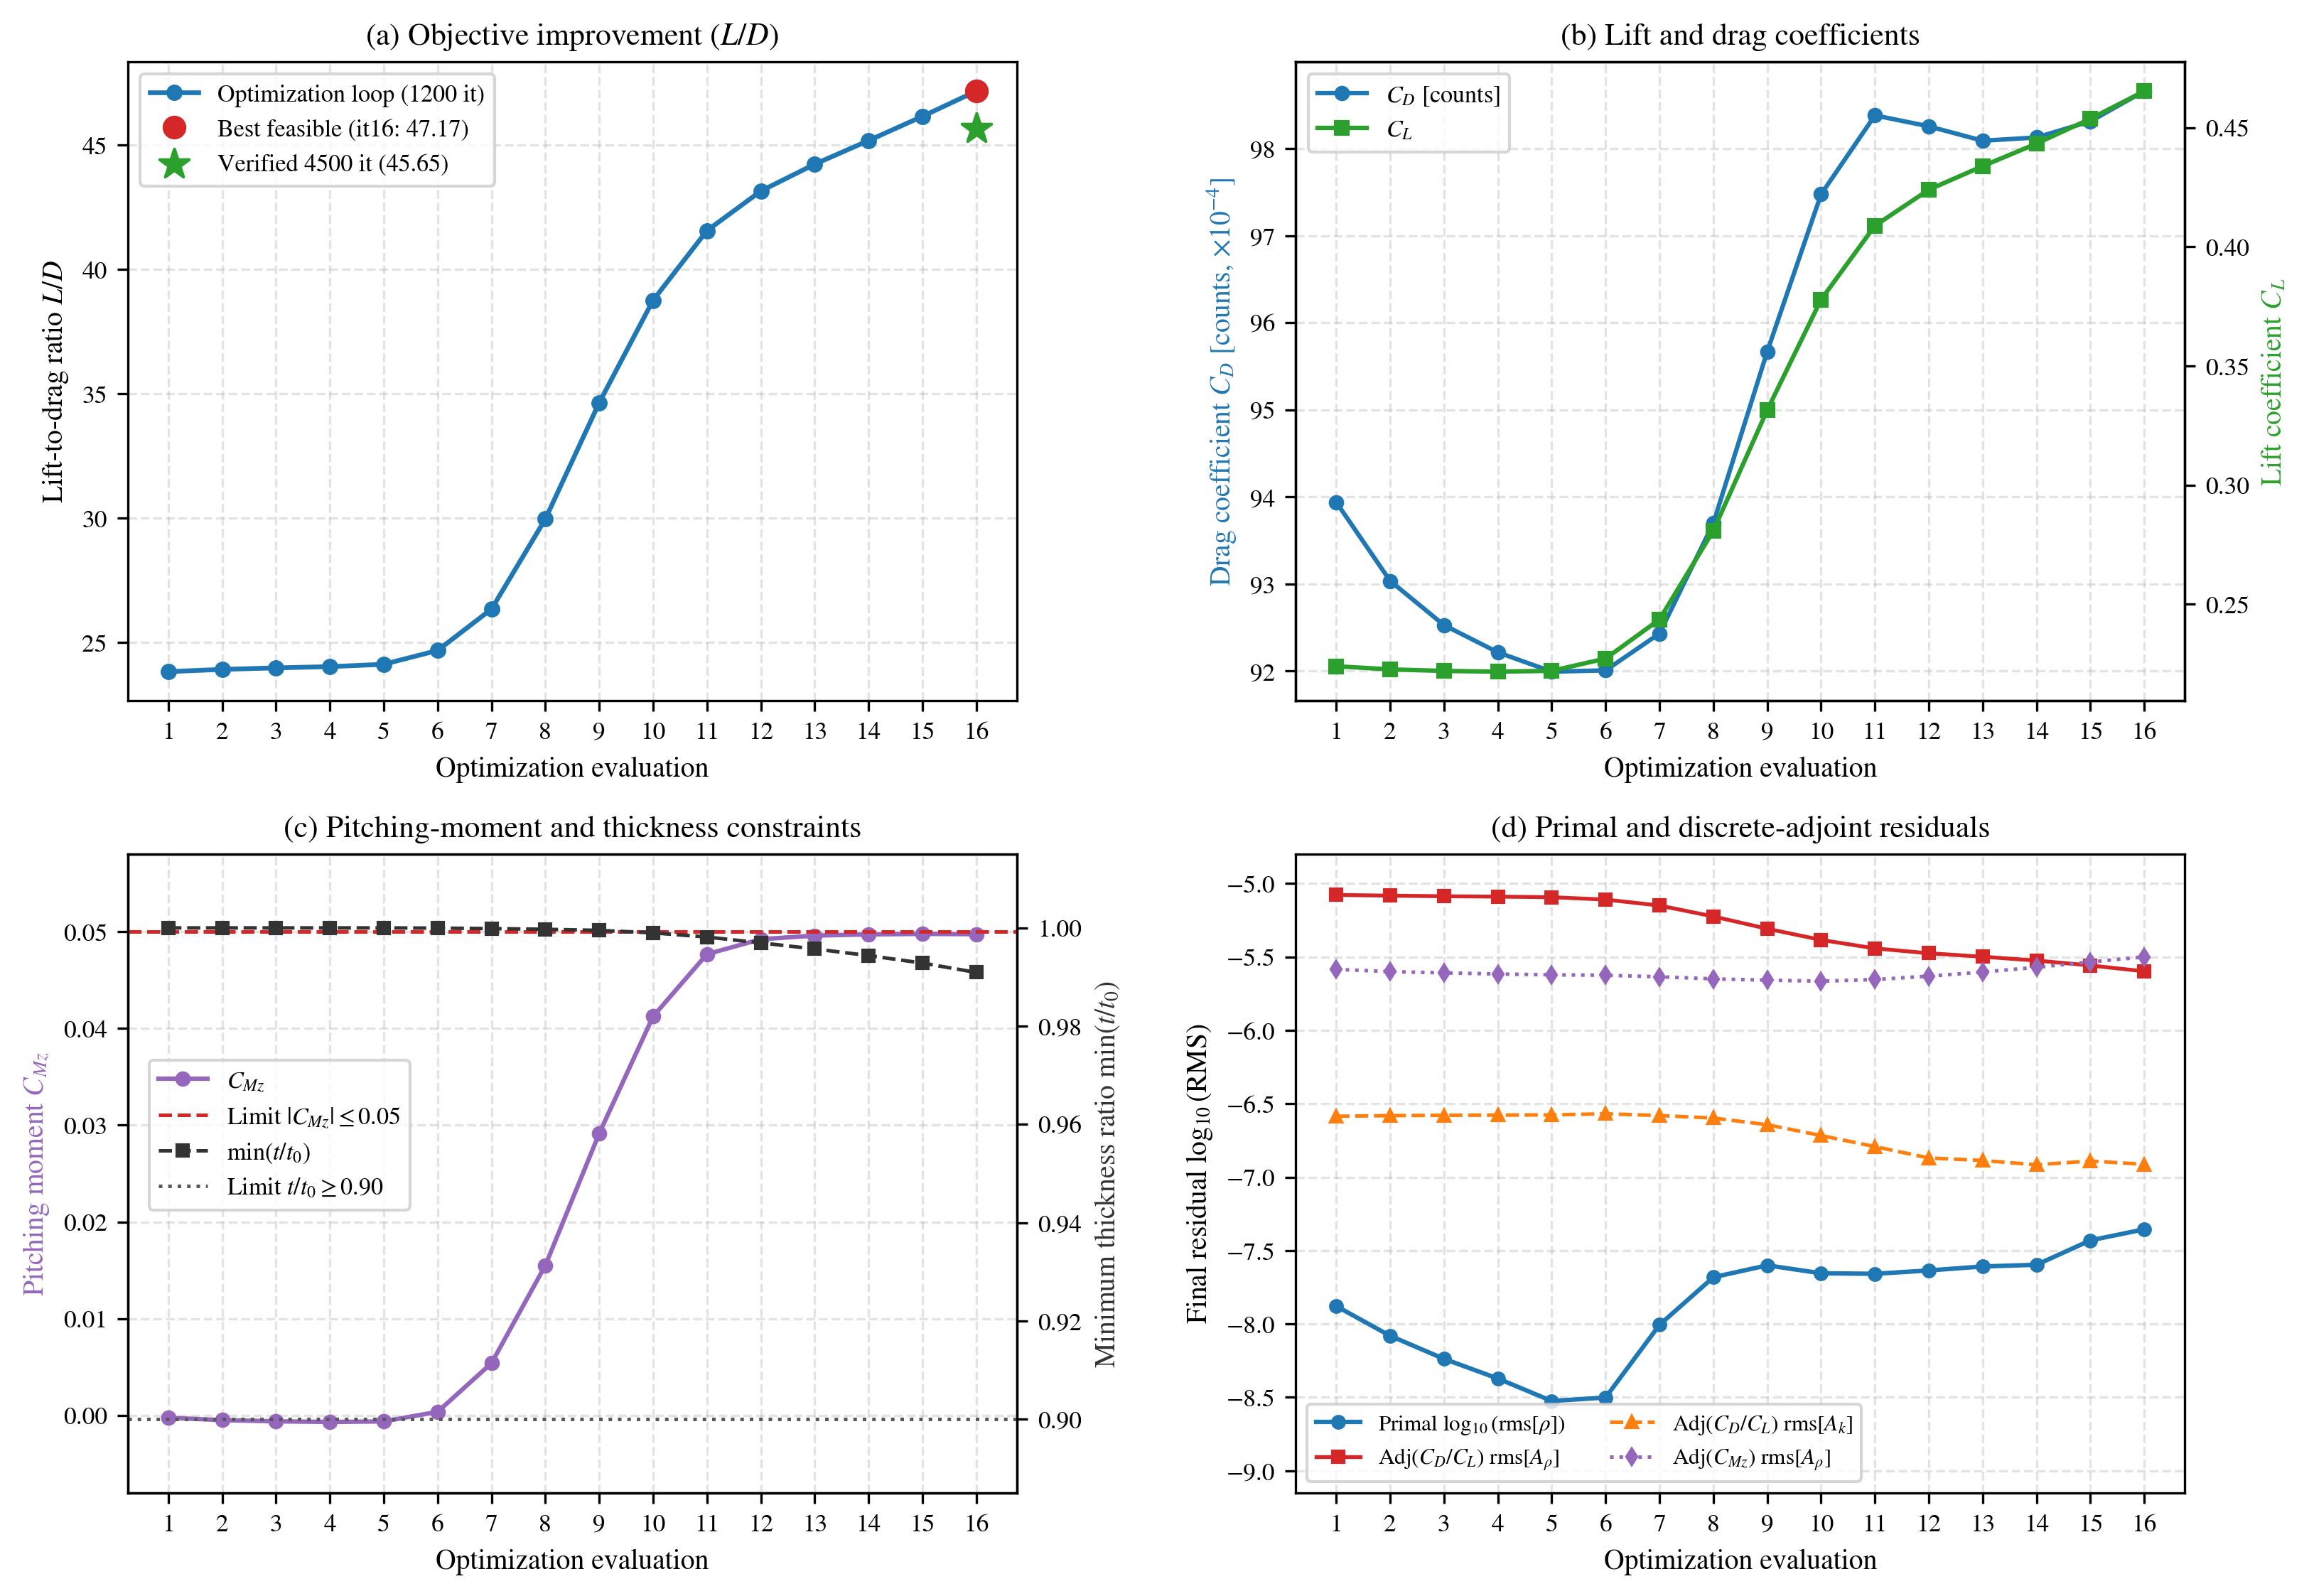 (a) Objective improvement (L/D)
Optimization loop (1200 it)
Best feasible (it16: 47.17)
Verified 4500 it (45.65)
Lift-to-drag ratio L/D
45
40
35
30
25
1 2 3 4 5 6 7 8 9 10 11 12 13 14 15 16
Optimization evaluation
(b) Lift and drag coefficients
C_D [counts]
C_L
Drag coefficient C_D [counts, ×10⁻⁴]
98
97
96
95
94
93
92
0.45
0.40
0.35
0.30
0.25
Lift coefficient C_L
1 2 3 4 5 6 7 8 9 10 11 12 13 14 15 16
Optimization evaluation
(c) Pitching-moment and thickness constraints
Pitching moment C_Mz
0.05
0.04
0.03
0.02
0.01
0.00
C_Mz
Limit |C_Mz| ≤ 0.05
min(t/t₀)
Limit t/t₀ ≥ 0.90
1.00
0.98
0.96
0.94
0.92
0.90
Minimum thickness ratio min(t/t₀)
1 2 3 4 5 6 7 8 9 10 11 12 13 14 15 16
Optimization evaluation
(d) Primal and discrete-adjoint residuals
Final residual log₁₀(RMS)
−5.0
−5.5
−6.0
−6.5
−7.0
−7.5
−8.0
−8.5
−9.0
Primal log₁₀(rms[ρ])
Adj(C_D/C_L) rms[A_ρ]
Adj(C_D/C_L) rms[A_k]
Adj(C_Mz) rms[A_ρ]
1 2 3 4 5 6 7 8 9 10 11 12 13 14 15 16
Optimization evaluation